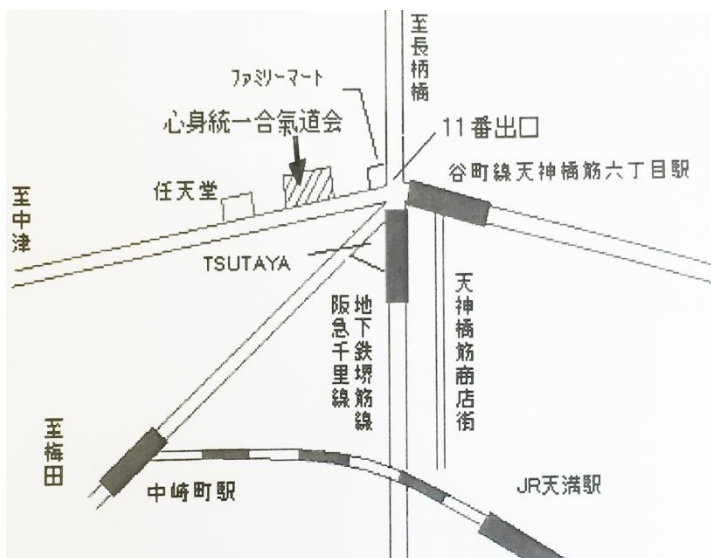 至長柄橋
ファミリーマート
11番出口
心身統一合氣道会
谷町線天神橋筋六丁目駅
任天堂
至中津
TSUTAYA
地下鉄堺筋線
阪急千里線
天神橋筋商店街
至梅田
中崎町駅
JR天満駅